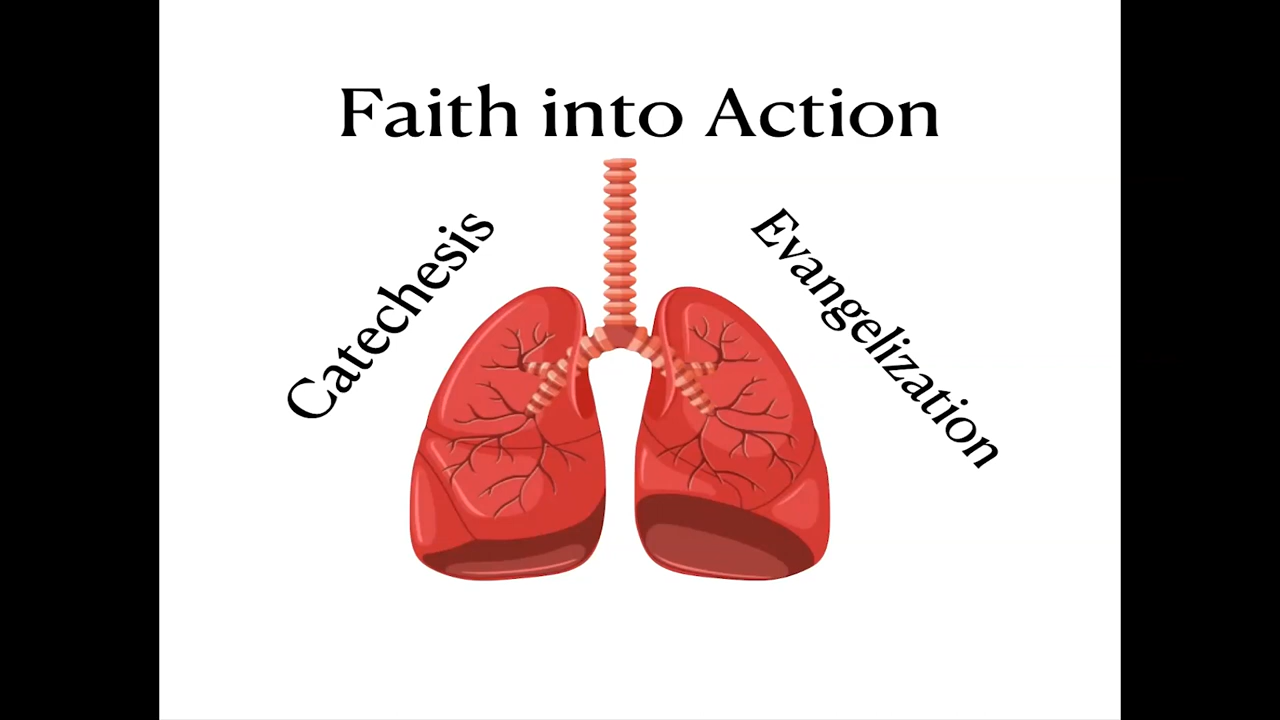 Faith into Action
Catechesis
Evangelization